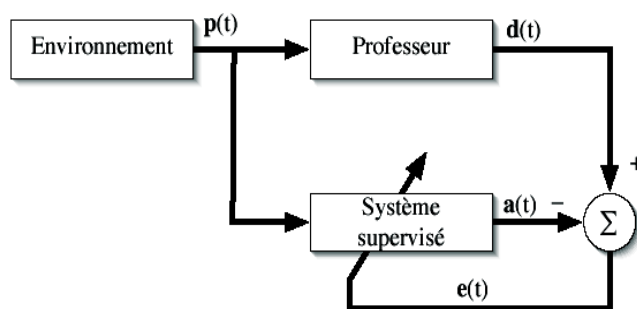 p(t)
d(t)
Environnement
Professeur
+
Système
supervisé
a(t)
−
Σ
e(t)